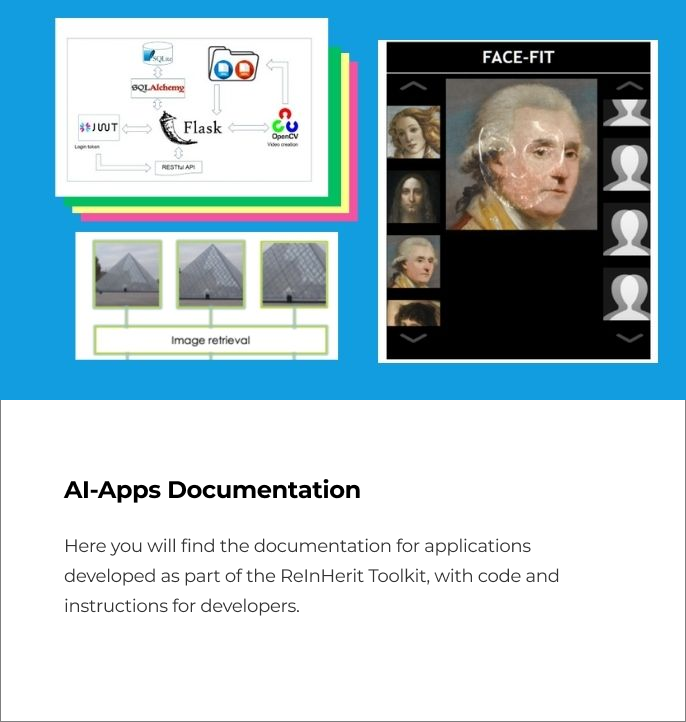 SQLite
SQLAlchemy
JWT
Login token
Flask
OpenCV
Video creation
RESTful API
FACE-FIT
Image retrieval
AI-Apps Documentation
Here you will find the documentation for applications
developed as part of the ReInHerit Toolkit, with code and
instructions for developers.